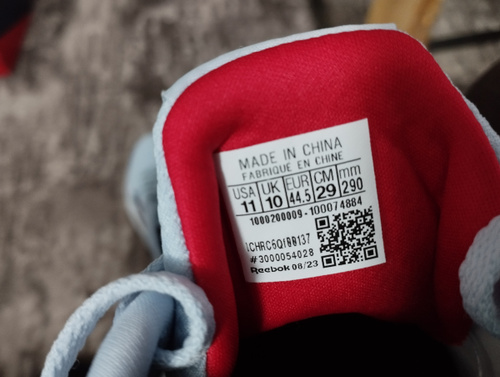 MADE IN CHINA
FABRIQUÉ EN CHINE
USA UK EUR CM mm
11 10 44.5 29 290
1000200009-100074884
#3000054028
Reebok 08/23